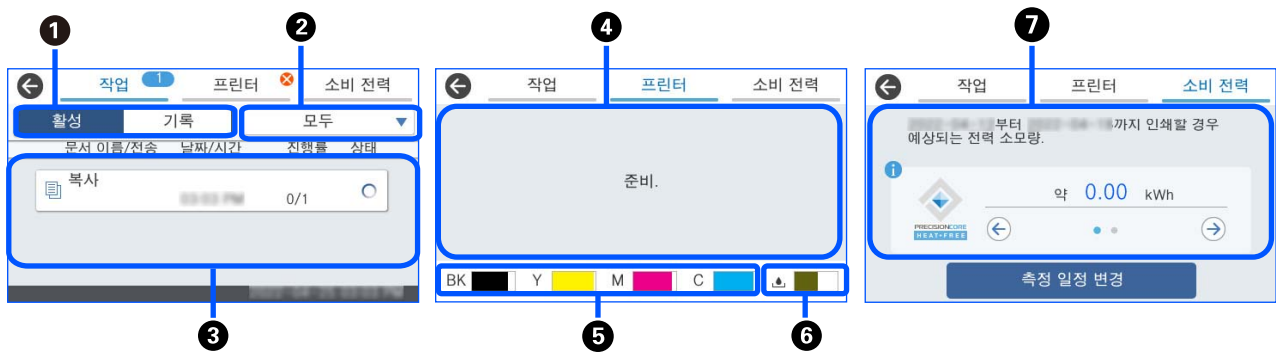 1
2
작업 1 프린터 소비 전력
활성 기록 모두
문서 이름/전송 날짜/시간 진행률 상태
복사
0/1
3
4
작업 프린터 소비 전력
준비.
BK Y M C
5
6
7
작업 프린터 소비 전력
부터 까지 인쇄할 경우
예상되는 전력 소모량.
i
약 0.00 kWh
PRECISIONCORE
HEAT-FREE
측정 일정 변경